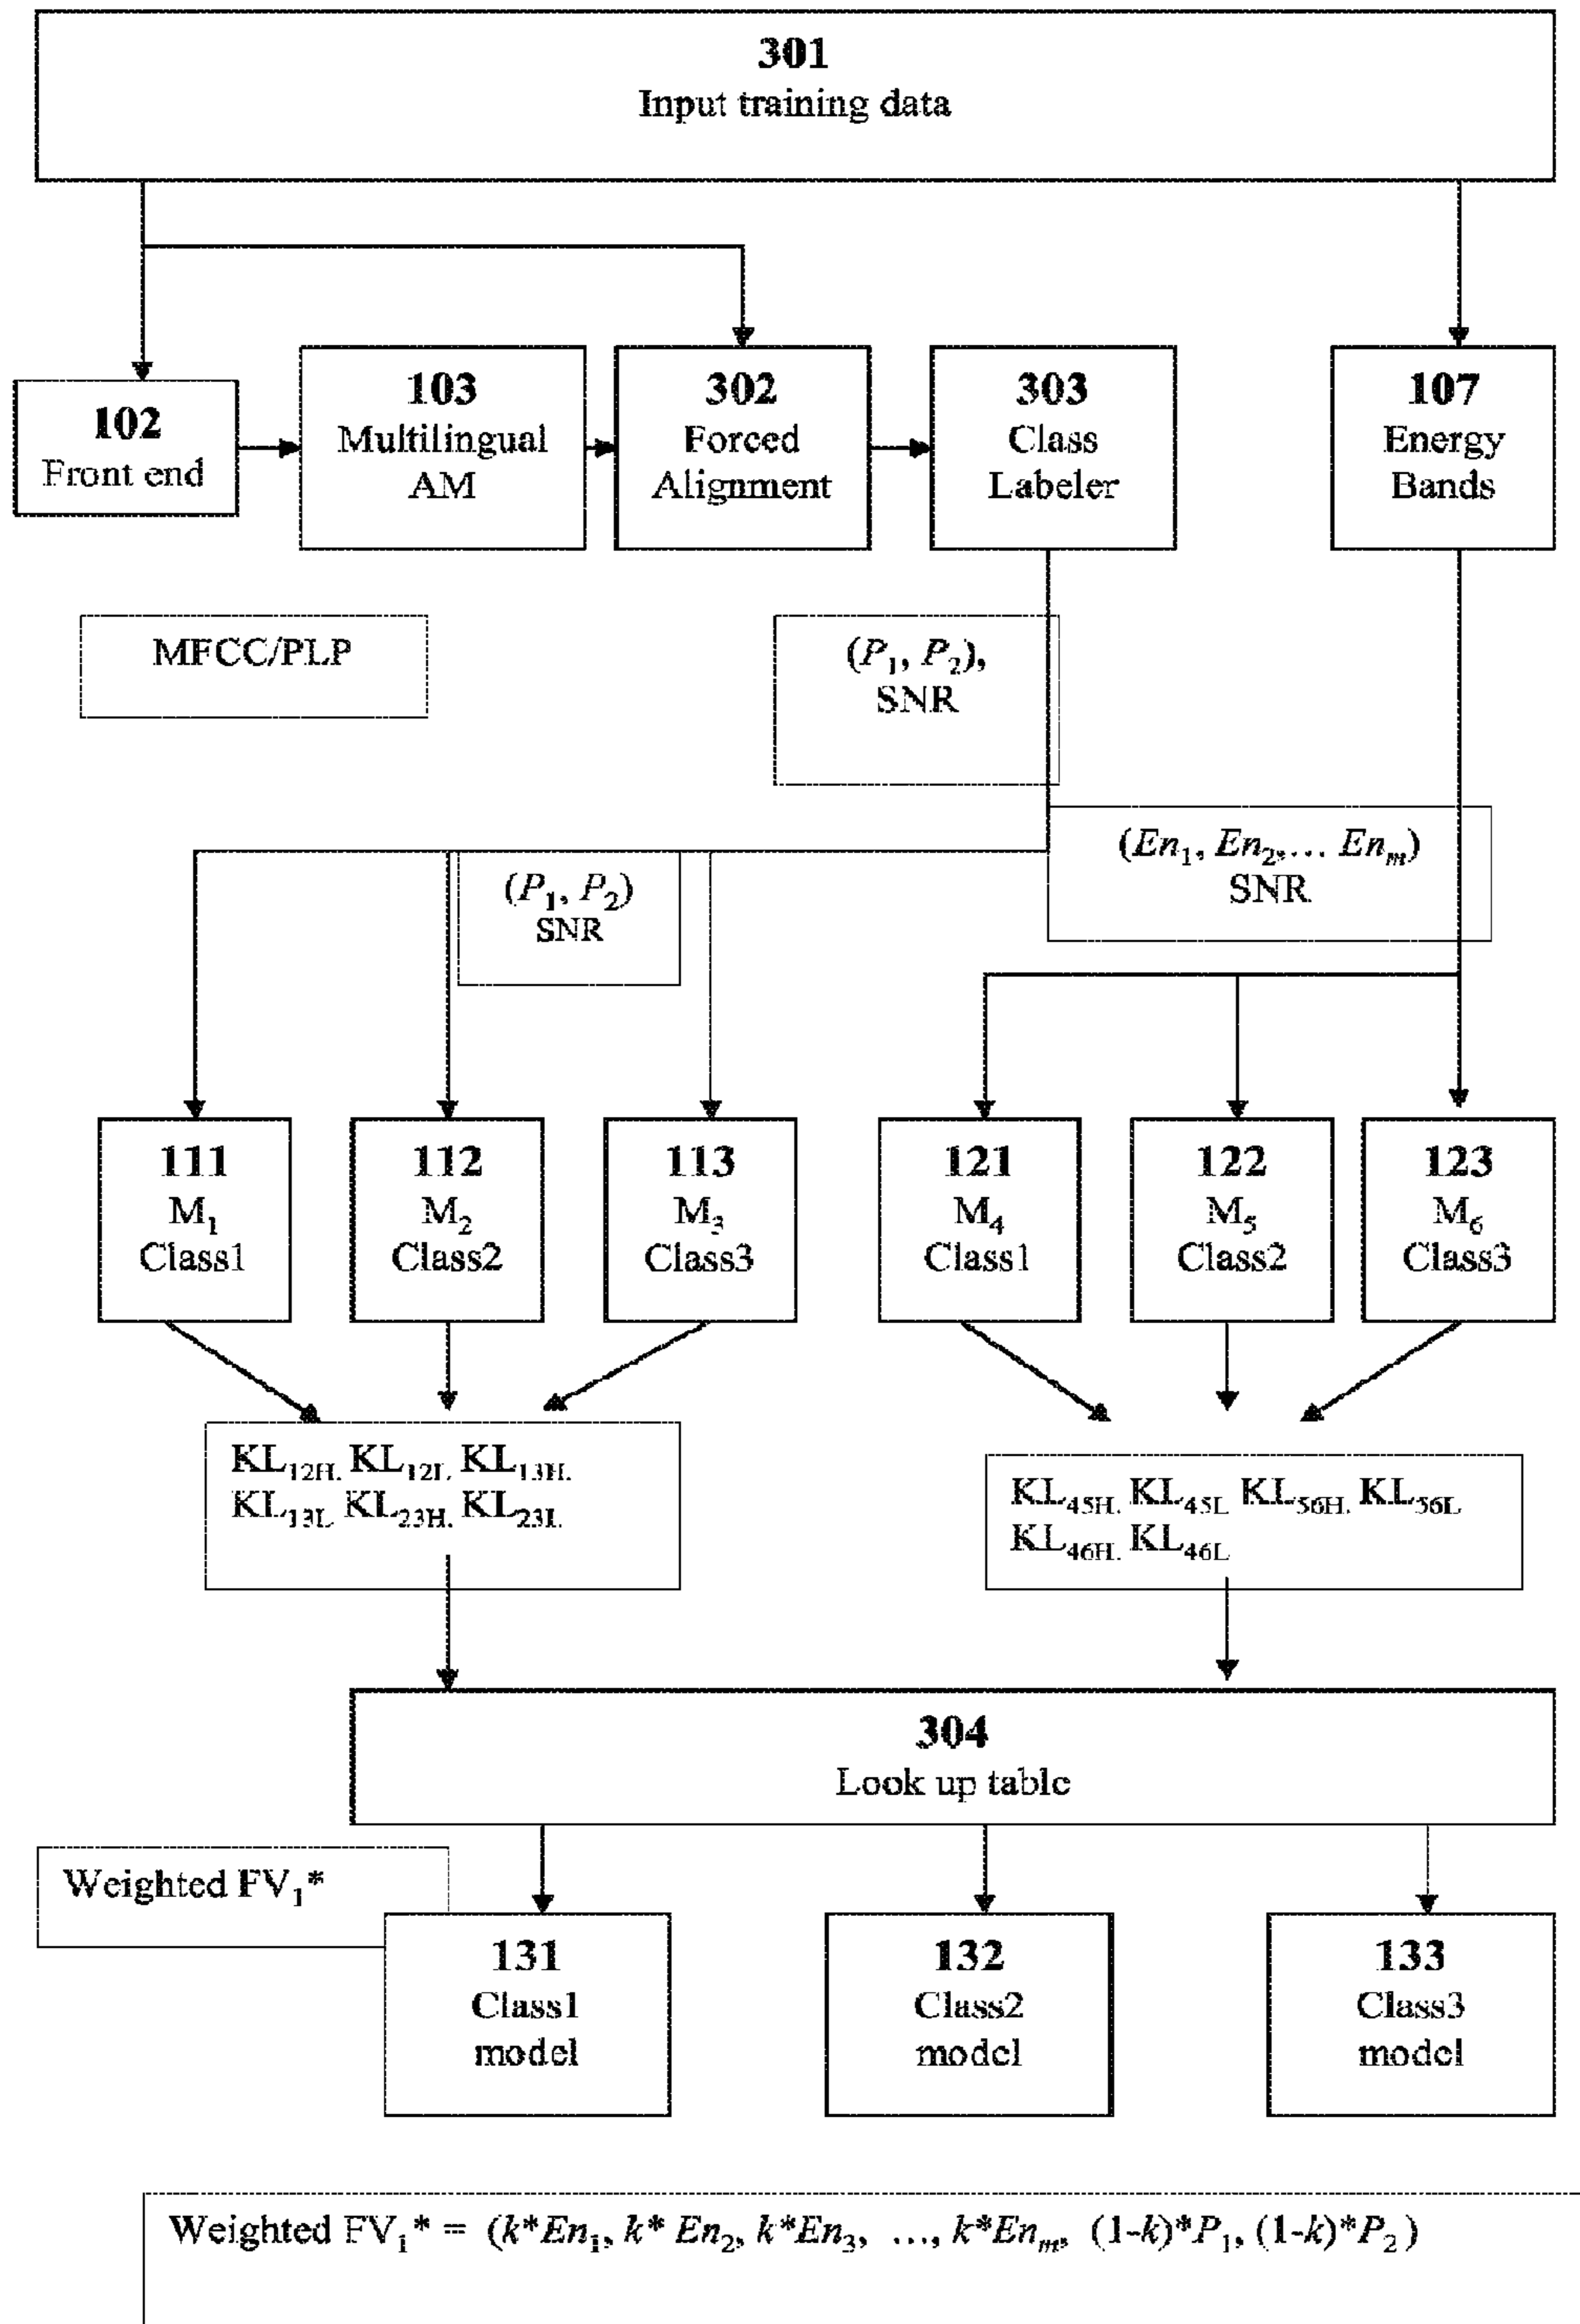 301
Input training data
102
Front end
103
Multilingual
AM
302
Forced
Alignment
303
Class
Labeler
107
Energy
Bands
MFCC/PLP
(P₁, P₂),
SNR
(En₁, En₂,... Enₘ)
SNR
(P₁, P₂)
SNR
111
M₁
Class1
112
M₂
Class2
113
M₃
Class3
121
M₄
Class1
122
M₅
Class2
123
M₆
Class3
KL₁₂H, KL₁₂L KL₁₃H,
KL₁₃L KL₂₃H, KL₂₃L
KL₄₅H, KL₄₅L KL₅₆H, KL₅₆L
KL₄₆H, KL₄₆L
304
Look up table
Weighted FV₁*
131
Class1
model
132
Class2
model
133
Class3
model
Weighted FV₁* = (k*En₁, k* En₂, k*En₃, ..., k*Enₘ, (1-k)*P₁, (1-k)*P₂ )